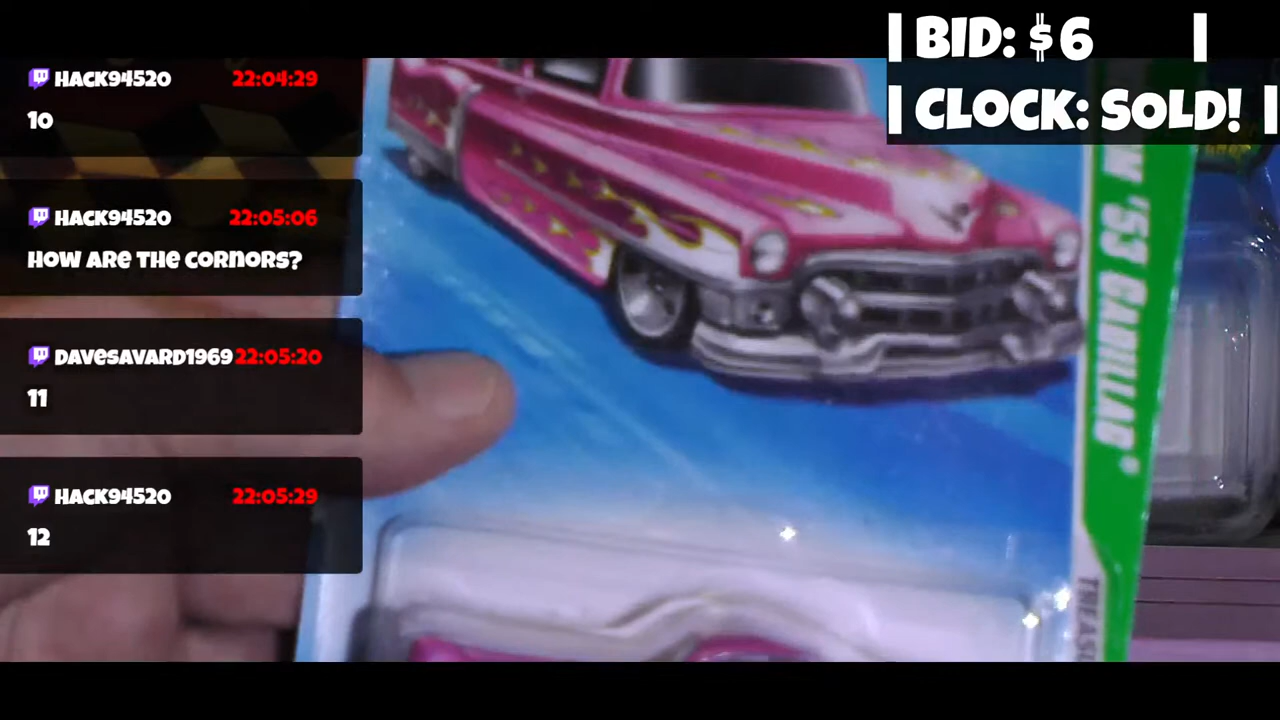 | BID: $6 |
| CLOCK: SOLD! |
HACK94520 22:04:29
10
HACK94520 22:05:06
HOW ARE THE CORNORS?
DAVESAVARD1969 22:05:20
11
HACK94520 22:05:29
12
'53 CADILLAC®
TREASU